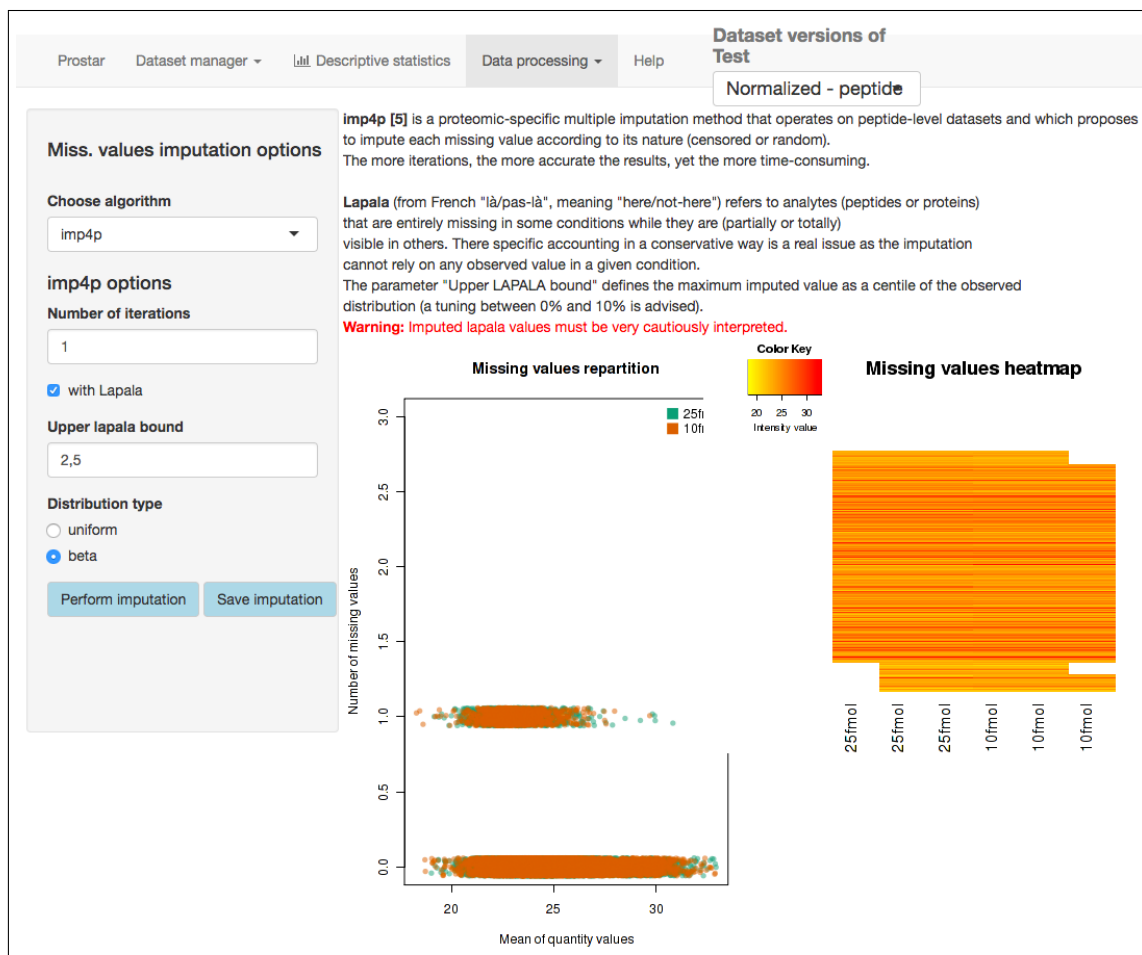 Dataset versions of
Test
Prostar Dataset manager Descriptive statistics Data processing Help
Normalized - peptide
Miss. values imputation options
Choose algorithm
imp4p
imp4p options
Number of iterations
1
with Lapala
Upper lapala bound
2,5
Distribution type
uniform
beta
Perform imputation Save imputation
imp4p [5] is a proteomic-specific multiple imputation method that operates on peptide-level datasets and which proposes
to impute each missing value according to its nature (censored or random).
The more iterations, the more accurate the results, yet the more time-consuming.
Lapala (from French "là/pas-là", meaning "here/not-here") refers to analytes (peptides or proteins)
that are entirely missing in some conditions while they are (partially or totally)
visible in others. There specific accounting in a conservative way is a real issue as the imputation
cannot rely on any observed value in a given condition.
The parameter "Upper LAPALA bound" defines the maximum imputed value as a centile of the observed
distribution (a tuning between 0% and 10% is advised).
Warning: Imputed lapala values must be very cautiously interpreted.
Missing values repartition
25f
10f
Number of missing values
3.0
2.5
2.0
1.5
1.0
0.5
0.0
20 25 30
Mean of quantity values
Color Key
20 25 30
Intensity value
Missing values heatmap
25fmol
25fmol
25fmol
10fmol
10fmol
10fmol